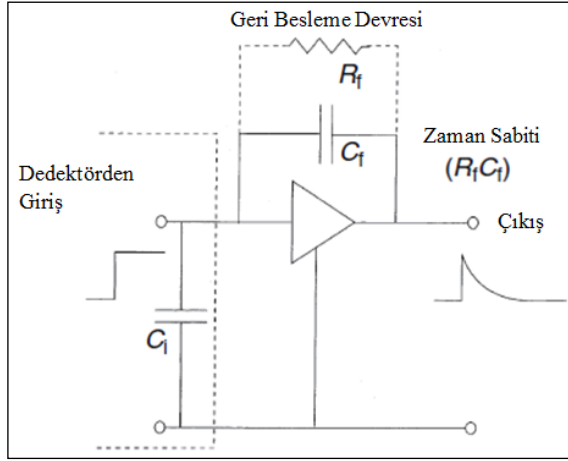 Geri Besleme Devresi
Rf
Cf
Zaman Sabiti
(RfCf)
Dedektörden
Giriş
Çıkış
Ci